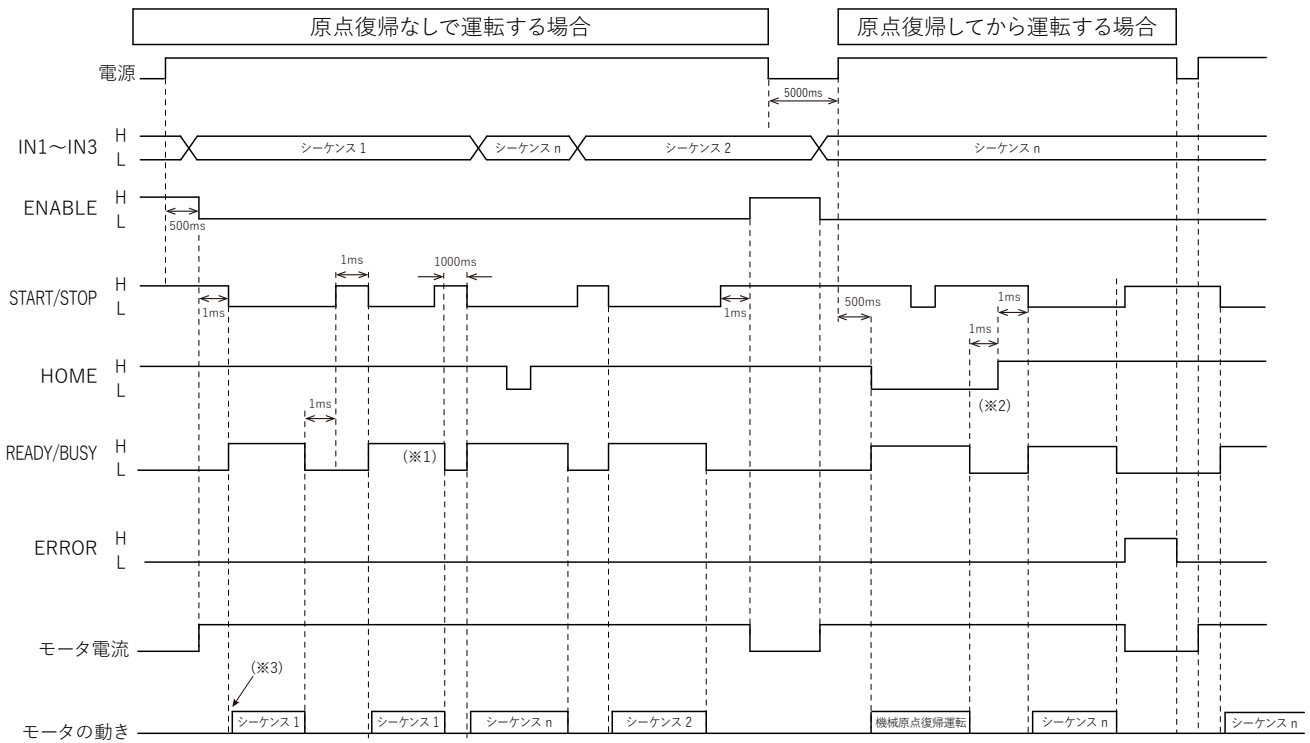 原点復帰なしで運転する場合
原点復帰してから運転する場合
電源
5000ms
IN1～IN3
H
L
シーケンス 1
シーケンス n
シーケンス 2
シーケンス n
ENABLE
H
L
500ms
START/STOP
H
L
1ms
1ms
1000ms
1ms
500ms
1ms
1ms
HOME
H
L
(※2)
1ms
READY/BUSY
H
L
(※1)
ERROR
H
L
モータ電流
(※3)
モータの動き
シーケンス 1
シーケンス 1
シーケンス n
シーケンス 2
機械原点復帰運転
シーケンス n
シーケンス n